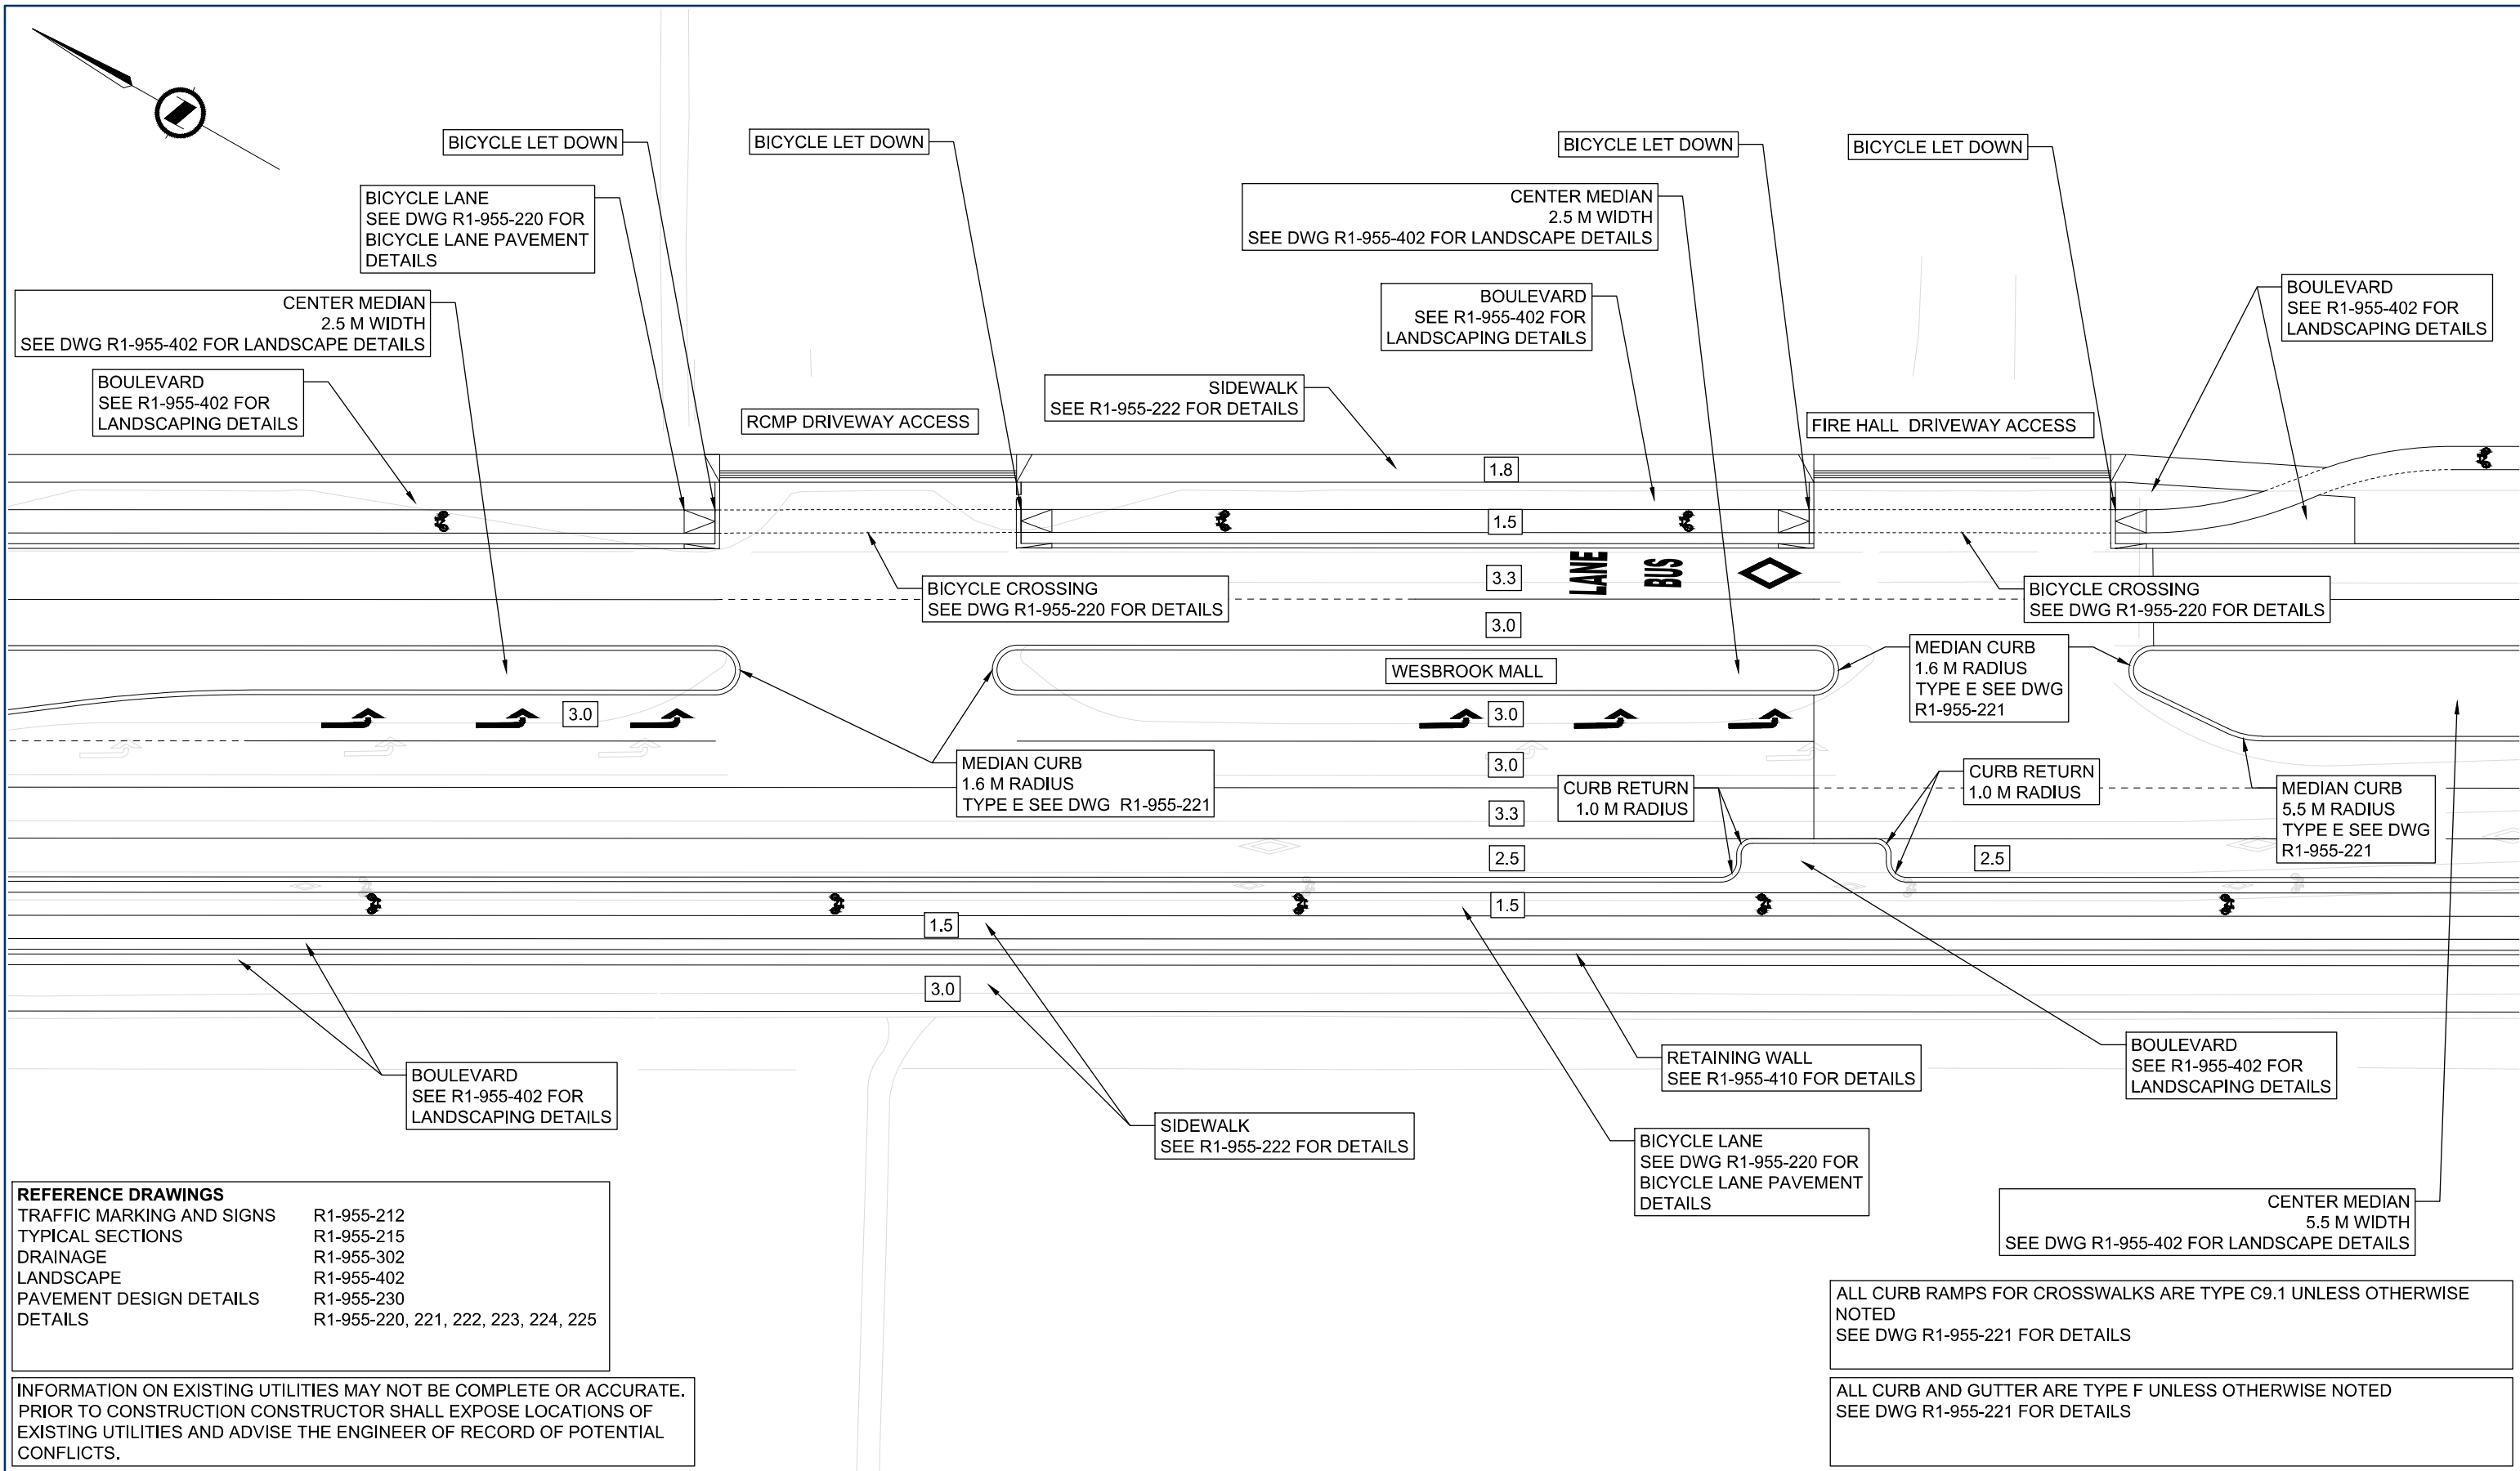 BICYCLE LET DOWN
BICYCLE LET DOWN
BICYCLE LET DOWN
BICYCLE LET DOWN
BICYCLE LANE
SEE DWG R1-955-220 FOR
BICYCLE LANE PAVEMENT
DETAILS
CENTER MEDIAN
2.5 M WIDTH
SEE DWG R1-955-402 FOR LANDSCAPE DETAILS
CENTER MEDIAN
2.5 M WIDTH
SEE DWG R1-955-402 FOR LANDSCAPE DETAILS
BOULEVARD
SEE R1-955-402 FOR
LANDSCAPING DETAILS
BOULEVARD
SEE R1-955-402 FOR
LANDSCAPING DETAILS
BOULEVARD
SEE R1-955-402 FOR
LANDSCAPING DETAILS
SIDEWALK
SEE R1-955-222 FOR DETAILS
RCMP DRIVEWAY ACCESS
FIRE HALL DRIVEWAY ACCESS
1.8
1.5
3.3
LANE
BUS
BICYCLE CROSSING
SEE DWG R1-955-220 FOR DETAILS
BICYCLE CROSSING
SEE DWG R1-955-220 FOR DETAILS
3.0
WESBROOK MALL
MEDIAN CURB
1.6 M RADIUS
TYPE E SEE DWG
R1-955-221
3.0
3.0
MEDIAN CURB
1.6 M RADIUS
TYPE E SEE DWG R1-955-221
3.0
CURB RETURN
1.0 M RADIUS
CURB RETURN
1.0 M RADIUS
MEDIAN CURB
5.5 M RADIUS
TYPE E SEE DWG
R1-955-221
3.3
2.5
2.5
1.5
1.5
3.0
BOULEVARD
SEE R1-955-402 FOR
LANDSCAPING DETAILS
RETAINING WALL
SEE R1-955-410 FOR DETAILS
BOULEVARD
SEE R1-955-402 FOR
LANDSCAPING DETAILS
SIDEWALK
SEE R1-955-222 FOR DETAILS
BICYCLE LANE
SEE DWG R1-955-220 FOR
BICYCLE LANE PAVEMENT
DETAILS
CENTER MEDIAN
5.5 M WIDTH
SEE DWG R1-955-402 FOR LANDSCAPE DETAILS
REFERENCE DRAWINGS
TRAFFIC MARKING AND SIGNS R1-955-212
TYPICAL SECTIONS R1-955-215
DRAINAGE R1-955-302
LANDSCAPE R1-955-402
PAVEMENT DESIGN DETAILS R1-955-230
DETAILS R1-955-220, 221, 222, 223, 224, 225
INFORMATION ON EXISTING UTILITIES MAY NOT BE COMPLETE OR ACCURATE.
PRIOR TO CONSTRUCTION CONSTRUCTOR SHALL EXPOSE LOCATIONS OF
EXISTING UTILITIES AND ADVISE THE ENGINEER OF RECORD OF POTENTIAL
CONFLICTS.
ALL CURB RAMPS FOR CROSSWALKS ARE TYPE C9.1 UNLESS OTHERWISE
NOTED
SEE DWG R1-955-221 FOR DETAILS
ALL CURB AND GUTTER ARE TYPE F UNLESS OTHERWISE NOTED
SEE DWG R1-955-221 FOR DETAILS